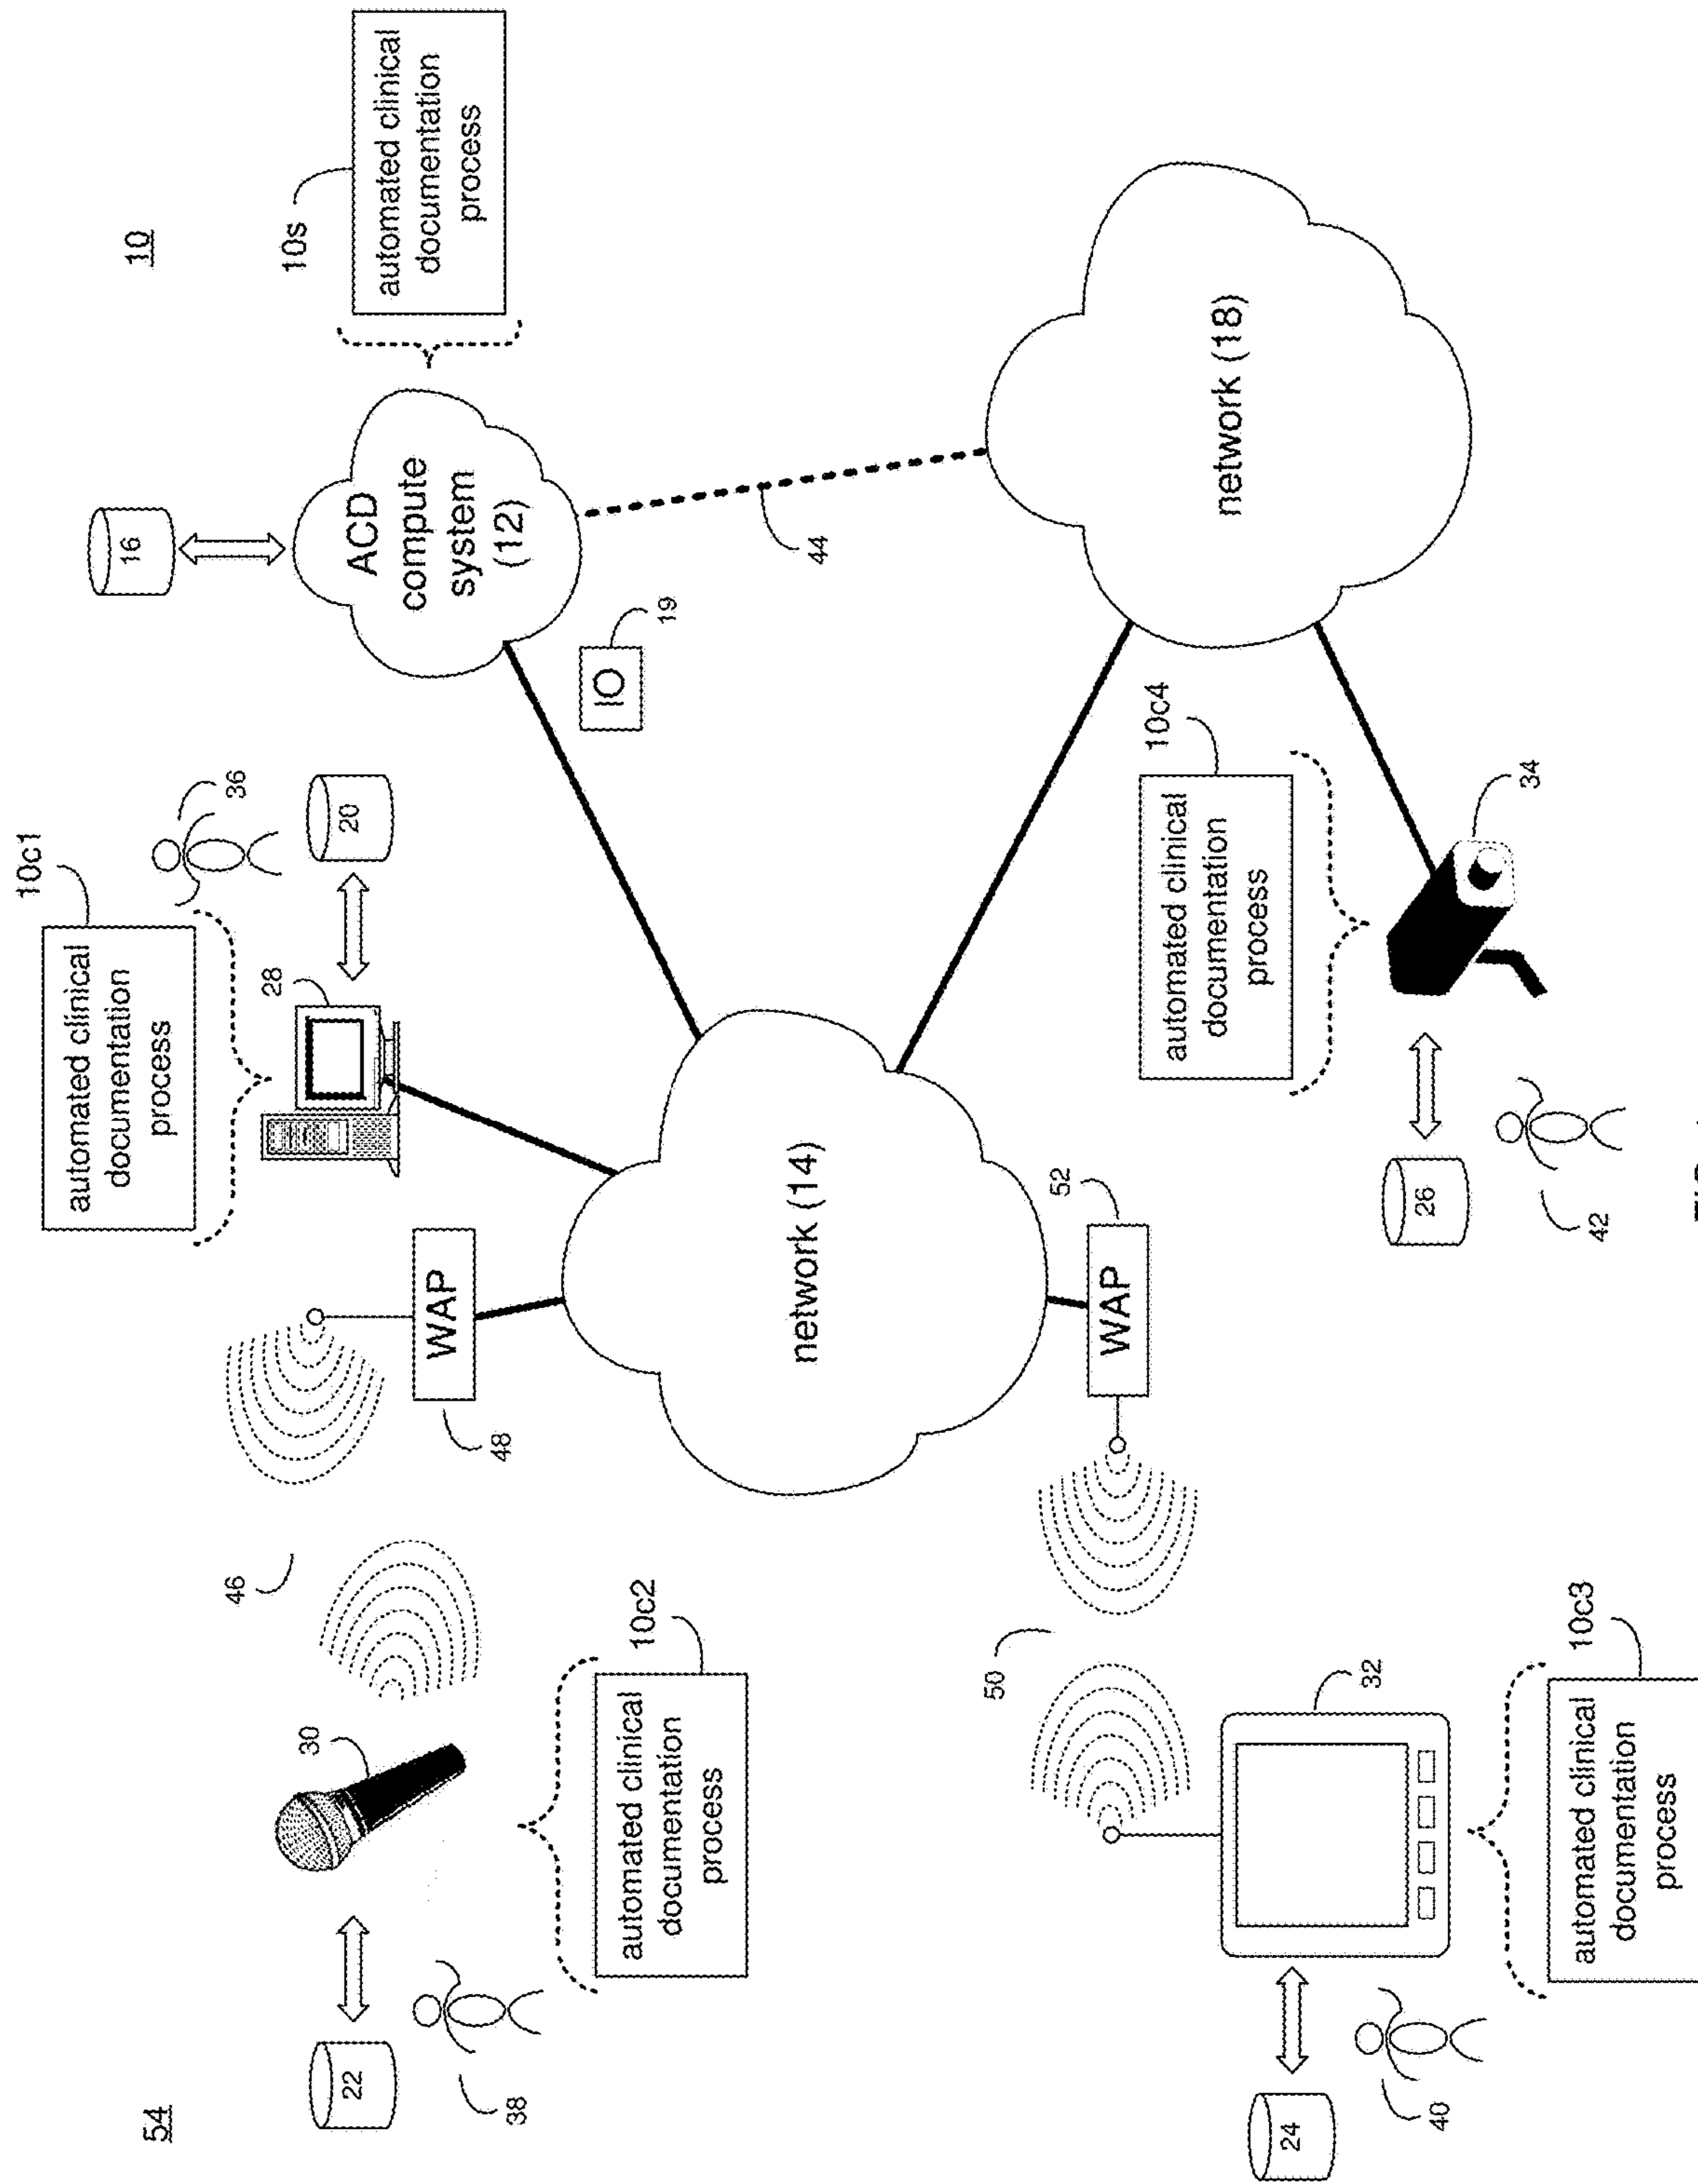 54
10
10c1
automated clinical
documentation
process
16
36
28
20
10s
automated clinical
documentation
process
46
30
22
38
48
WAP
ACD
compute
system
(12)
IO
19
10c2
automated clinical
documentation
process
network (14)
44
50
52
WAP
10c4
automated clinical
documentation
process
network (18)
24
32
40
26
34
42
10c3
automated clinical
documentation
process